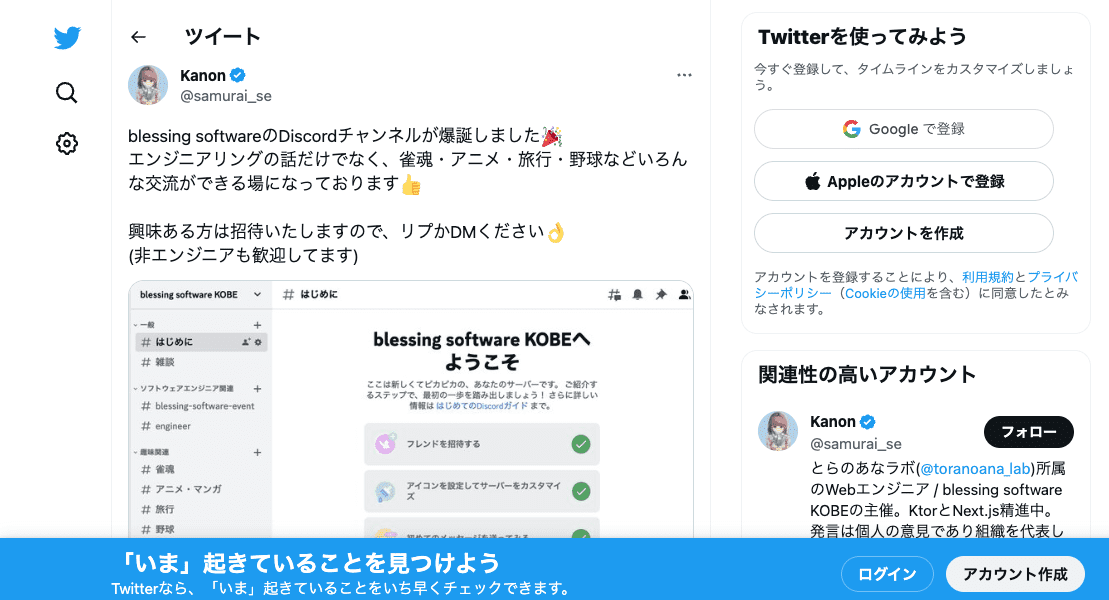 ツイート
Kanon
@samurai_se
blessing softwareのDiscordチャンネルが爆誕しました🎉
エンジニアリングの話だけでなく、雀魂・アニメ・旅行・野球などいろん
な交流ができる場になっております👍
興味ある方は招待いたしますので、リプかDMください👌
(非エンジニアも歓迎してます)
blessing software KOBE
# はじめに
一般
# はじめに
# 雑談
ソフトウェアエンジニア関連
# blessing-software-event
# engineer
趣味関連
# 雀魂
# アニメ・マンガ
# 旅行
# 野球
blessing software KOBEへ
ようこそ
ここは新しくてピカピカの、あなたのサーバーです。 ご紹介す
るステップで、最初の一歩を踏み出しましょう！ さらに詳しい
情報は はじめてのDiscordガイド まで。
フレンドを招待する
アイコンを設定してサーバーをカスタマイ
ズ
初めてのメッセージを送ってみる
Twitterを使ってみよう
今すぐ登録して、タイムラインをカスタマイズしましょ
う。
Google で登録
Appleのアカウントで登録
アカウントを作成
アカウントを登録することにより、利用規約とプライバ
シーポリシー（Cookieの使用を含む）に同意したとみ
なされます。
関連性の高いアカウント
Kanon
@samurai_se
フォロー
とらのあなラボ(@toranoana_lab)所属
のWebエンジニア / blessing software
KOBEの主催。KtorとNext.js精進中。
発言は個人の意見であり組織を代表し
「いま」起きていることを見つけよう
Twitterなら、「いま」起きていることをいち早くチェックできます。
ログイン
アカウント作成